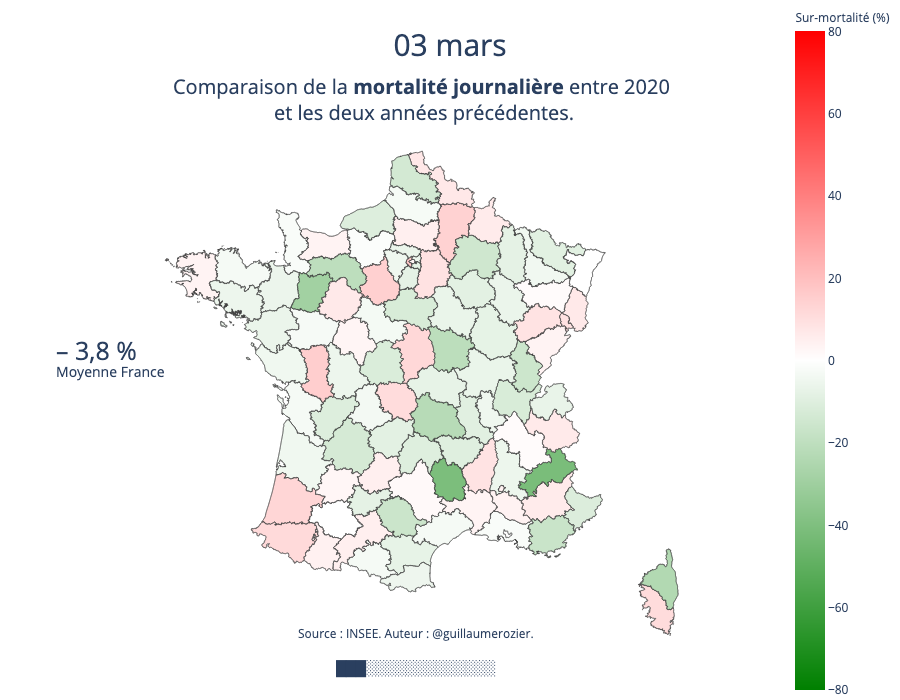 03 mars
Comparaison de la mortalité journalière entre 2020
et les deux années précédentes.
– 3,8 %
Moyenne France
Sur-mortalité (%)
80
60
40
20
0
−20
−40
−60
−80
Source : INSEE. Auteur : @guillaumerozier.